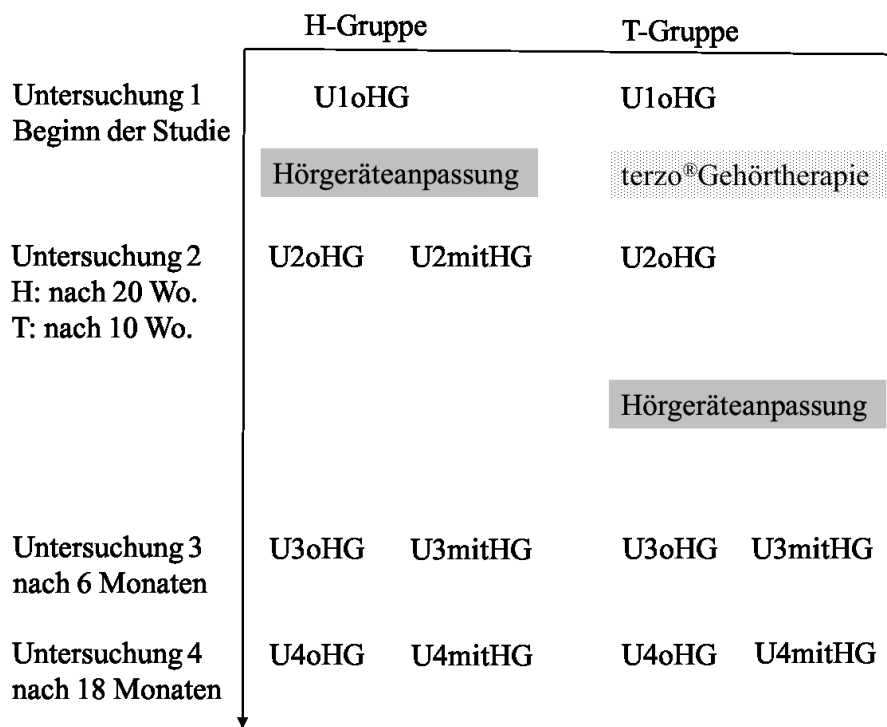 H-Gruppe T-Gruppe
Untersuchung 1 U1oHG U1oHG
Beginn der Studie
Hörgeräteanpassung terzo®Gehörtherapie
Untersuchung 2 U2oHG U2mitHG U2oHG
H: nach 20 Wo.
T: nach 10 Wo.
Hörgeräteanpassung
Untersuchung 3 U3oHG U3mitHG U3oHG U3mitHG
nach 6 Monaten
Untersuchung 4 U4oHG U4mitHG U4oHG U4mitHG
nach 18 Monaten